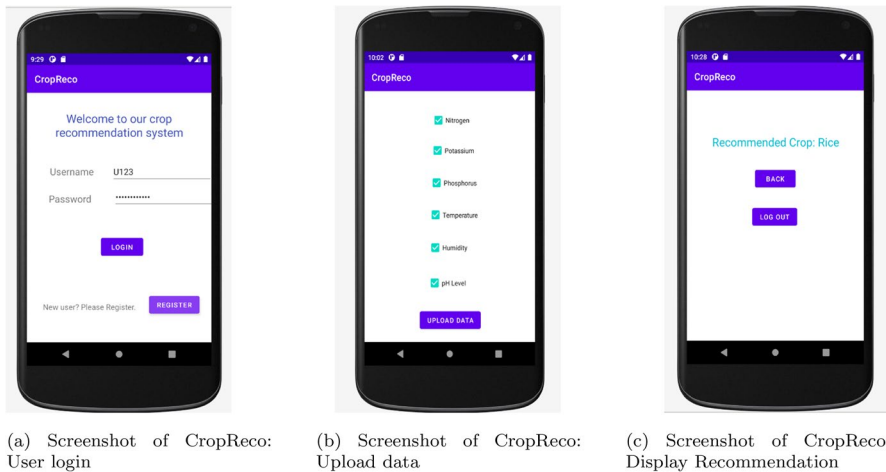 9:29
CropReco
Welcome to our crop
recommendation system
Username U123
Password ••••••••••••
LOGIN
New user? Please Register. REGISTER
(a) Screenshot of CropReco:
User login
10:02
CropReco
Nitrogen
Potassium
Phosphorus
Temperature
Humidity
pH Level
UPLOAD DATA
(b) Screenshot of CropReco:
Upload data
10:28
CropReco
Recommended Crop: Rice
BACK
LOG OUT
(c) Screenshot of CropReco
Display Recommendation